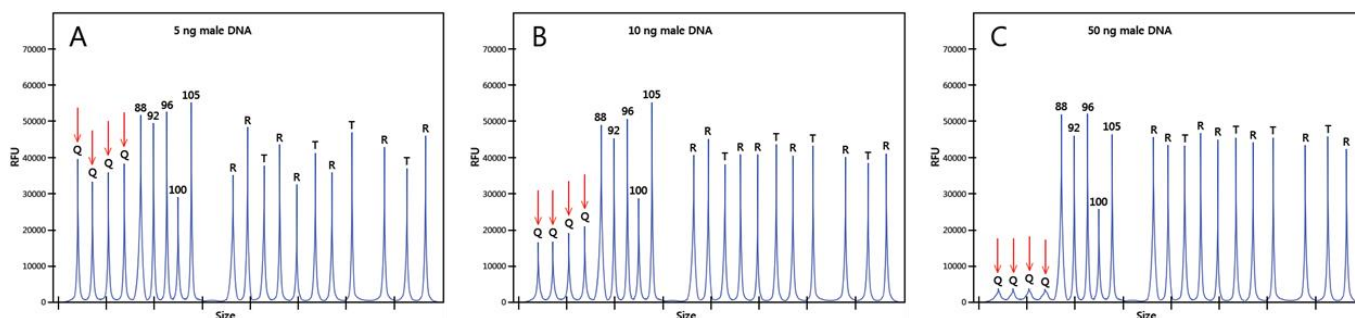 A
5 ng male DNA
70000
60000
50000
40000
30000
20000
10000
0
RFU
Q
Q
Q
Q
88
92
96
100
105
R
R
T
R
R
T
R
T
R
T
R
Size
B
10 ng male DNA
70000
60000
50000
40000
30000
20000
10000
0
RFU
Q
Q
Q
Q
88
92
96
100
105
R
R
T
R
R
T
R
T
R
T
R
Size
C
50 ng male DNA
70000
60000
50000
40000
30000
20000
10000
0
RFU
Q
Q
Q
Q
88
92
96
100
105
R
R
T
R
R
T
R
T
R
T
R
Size